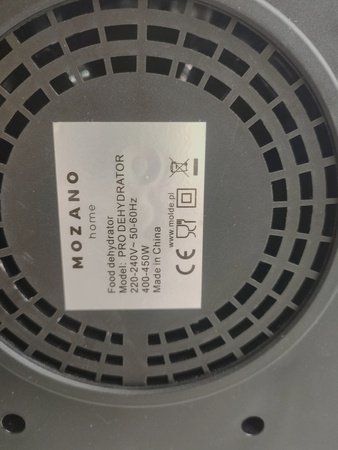 MOZANO
home
Food dehydrator
Model: PRO DEHYDRATOR
220-240V~ 50-60Hz
400-450W
Made in China
CE
www.molde.pl